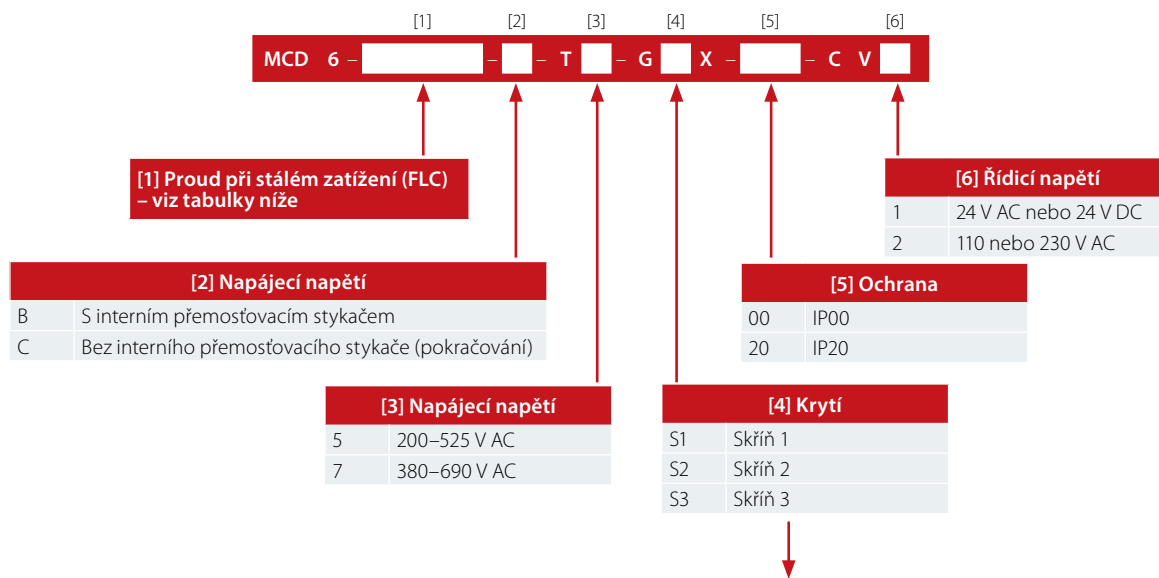 [1] [2] [3] [4] [5] [6]
MCD 6 – – – T – G X – – C V
[1] Proud při stálém zatížení (FLC)
– viz tabulky níže
[6] Řídicí napětí
1 24 V AC nebo 24 V DC
2 110 nebo 230 V AC
[2] Napájecí napětí
B S interním přemosťovacím stykačem
C Bez interního přemosťovacího stykače (pokračování)
[5] Ochrana
00 IP00
20 IP20
[3] Napájecí napětí
5 200–525 V AC
7 380–690 V AC
[4] Krytí
S1 Skříň 1
S2 Skříň 2
S3 Skříň 3